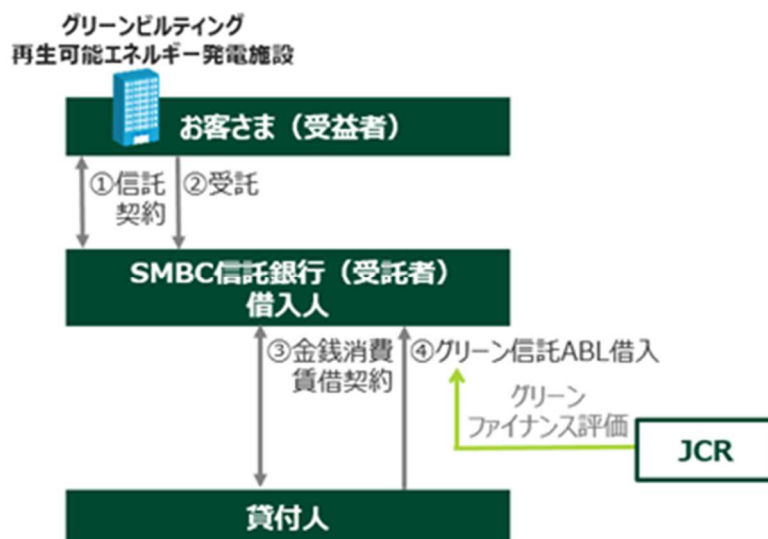 グリーンビルティング
再生可能エネルギー発電施設
お客さま（受益者）
①信託
契約
②受託
SMBC信託銀行（受託者）
借入人
③金銭消費
賃借契約
④グリーン信託ABL借入
グリーン
ファイナンス評価
JCR
貸付人